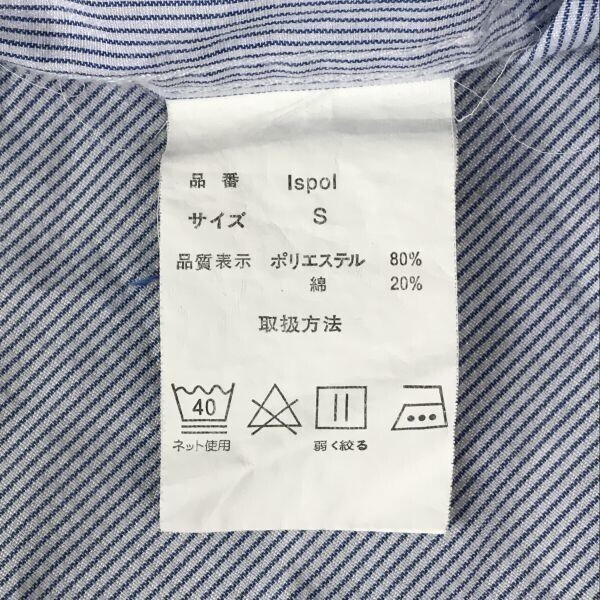 品番 Ispol
サイズ S
品質表示 ポリエステル 80%
綿 20%
取扱方法
40
ネット使用 弱く絞る